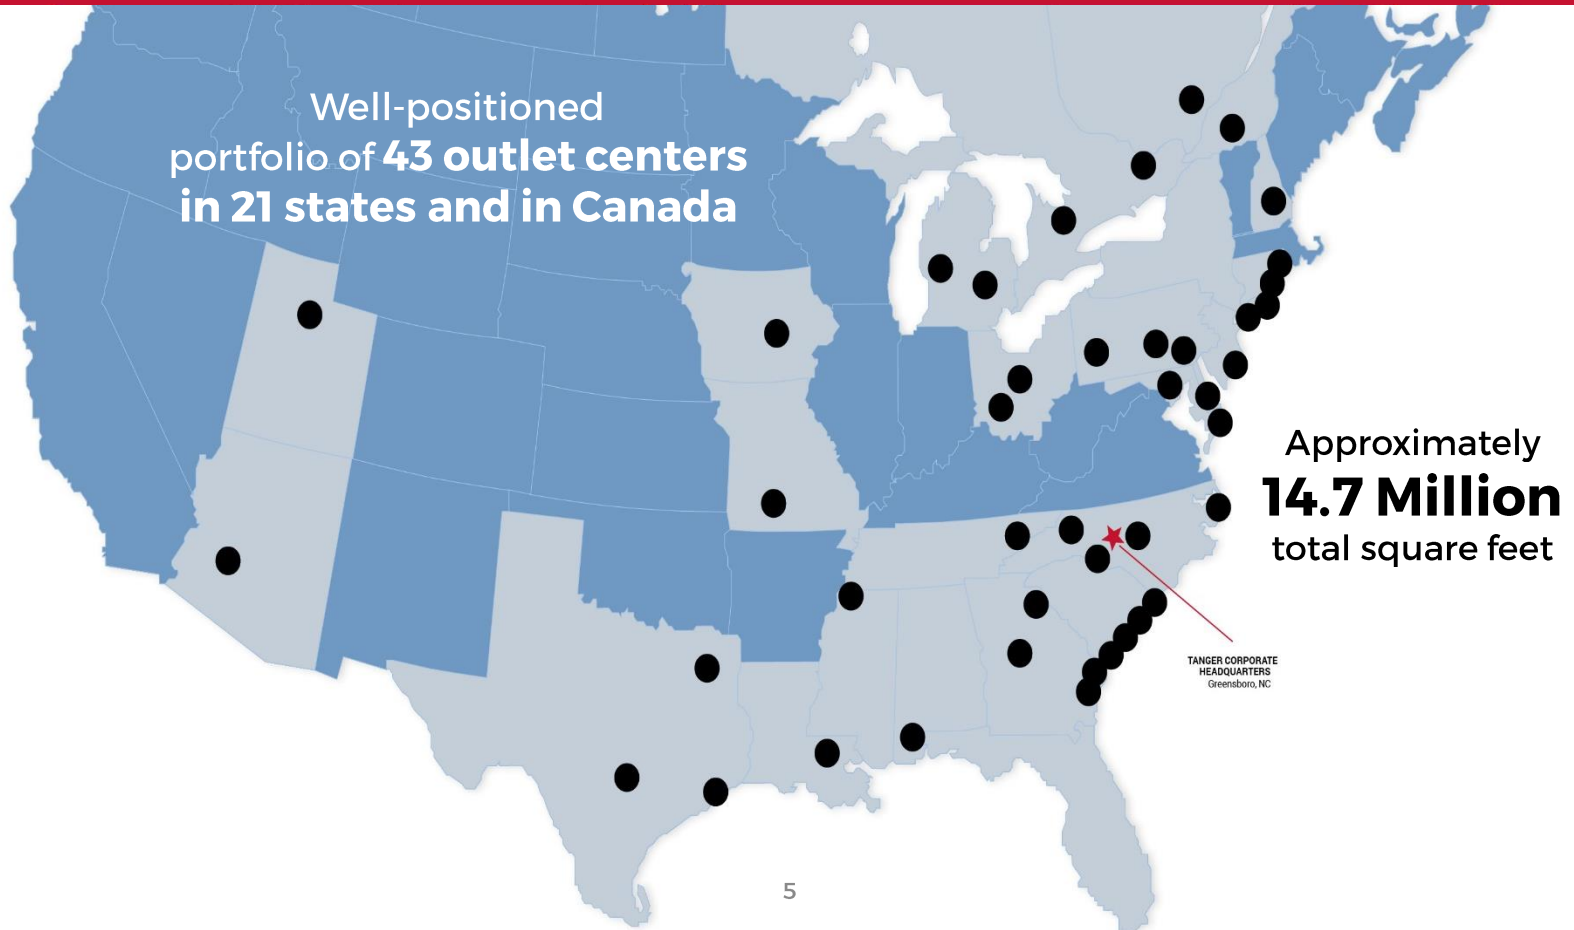 Well-positioned
portfolio of 43 outlet centers
in 21 states and in Canada
Approximately
14.7 Million
total square feet
TANGER CORPORATE
HEADQUARTERS
Greensboro, NC
5